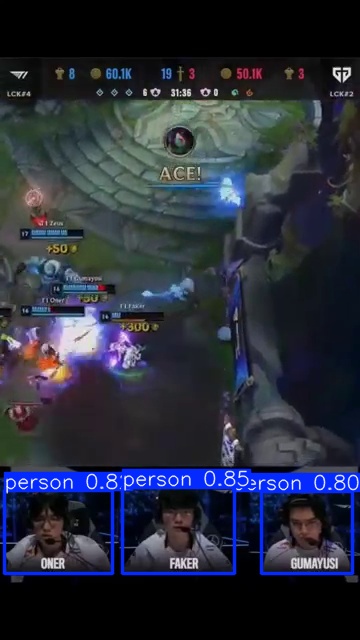 8 60.1K 19 3 50.1K 3
LCK#4 6 31:36 0 LCK#2
ACE!
T1 Zeus
17
+50
T1 Gumayusi
+50
T1 Oner
T1 Faker
+300
person 0.8
person 0.85
person 0.80
ONER
FAKER
GUMAYUSI